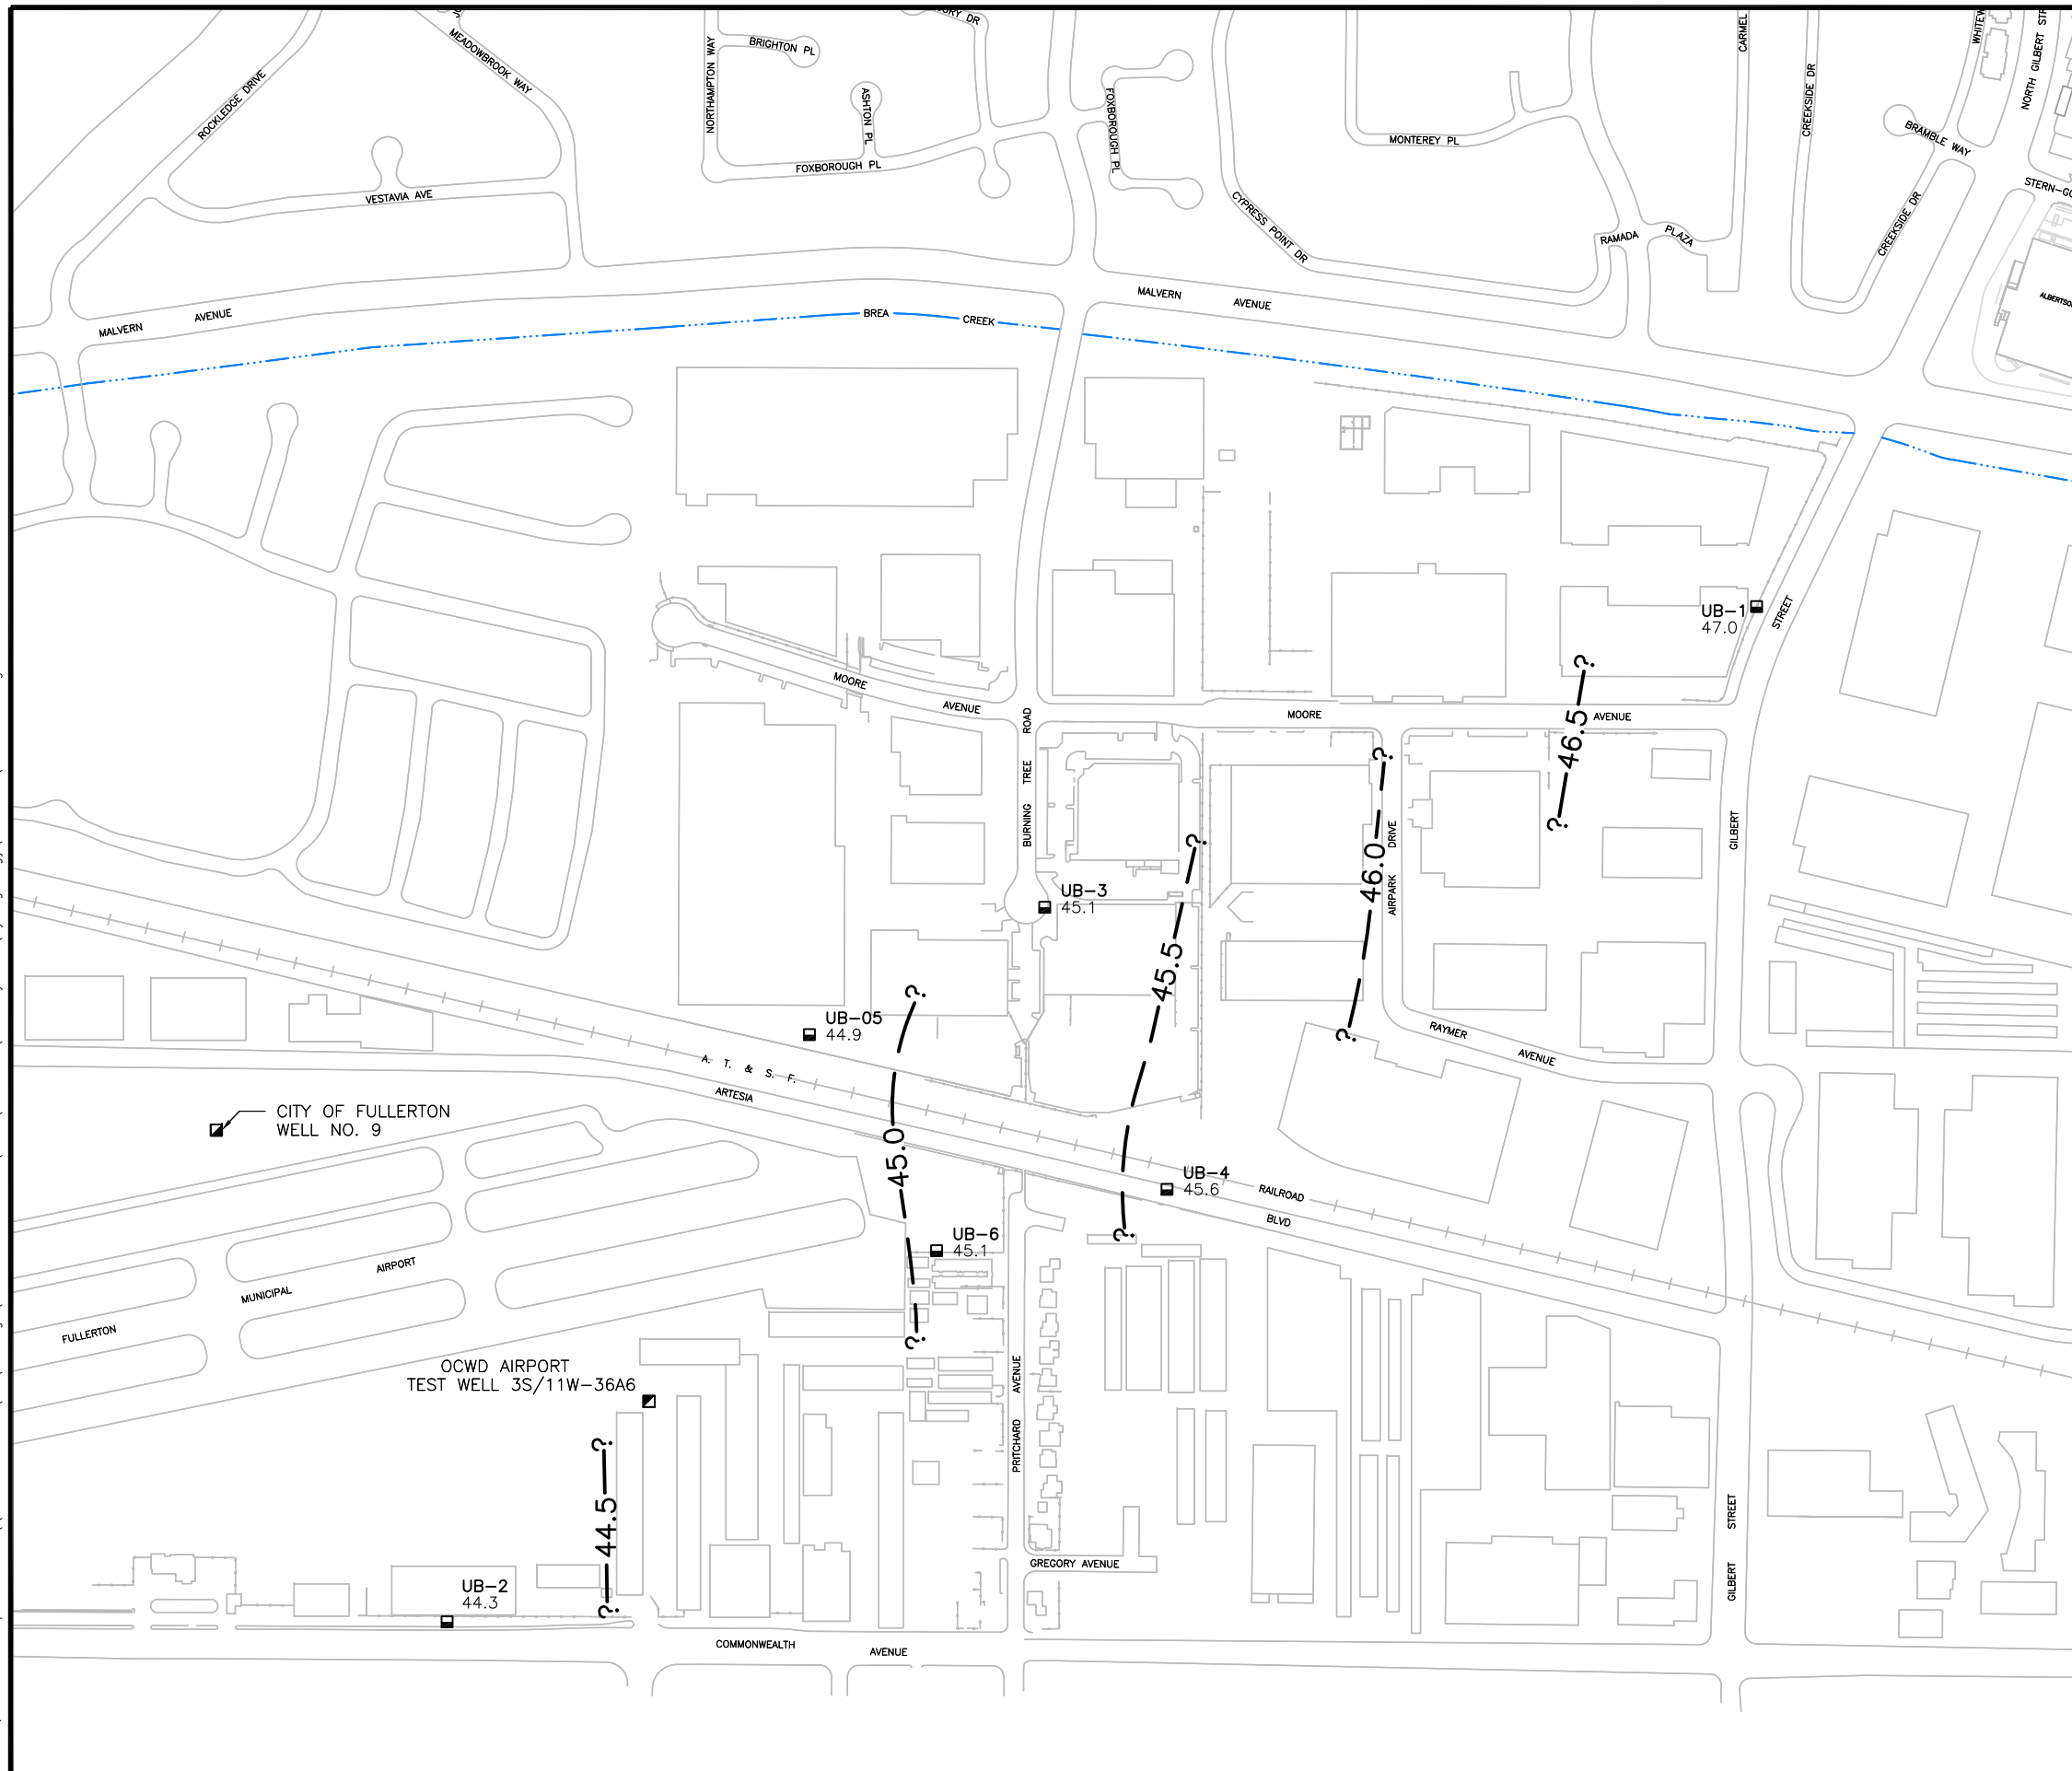 MEADOWBROOK WAY
BRIGHTON PL
NORTHAMPTON WAY
ROCKLEDGE DRIVE
ASHTON PL
FOXBOROUGH PL
VESTAVIA AVE
FOXBOROUGH PL
MONTEREY PL
CYPRESS POINT DR
CARMEL
CREEKSIDE DR
NORTH GILBERT
BRAMBLE WAY
CREEKSIDE DR
RAMADA PLAZA
MALVERN AVENUE
BREA CREEK
MALVERN AVENUE
UB-1
47.0
STREET
MOORE AVENUE
MOORE AVENUE
?
46.5
?
BURNING TREE ROAD
?
46.0
?
AIRPARK DRIVE
GILBERT
UB-3
45.1
?
45.5
?
UB-05
44.9
?
45.0
?
RAYMER AVENUE
A. T. & S. F.
RAILROAD
ARTESIA
BLVD
CITY OF FULLERTON
WELL NO. 9
UB-4
45.6
UB-6
45.1
FULLERTON MUNICIPAL AIRPORT
OCWD AIRPORT
TEST WELL 3S/11W-36A6
?
44.5
?
PRITCHARD AVENUE
GREGORY AVENUE
GILBERT STREET
UB-2
44.3
COMMONWEALTH AVENUE